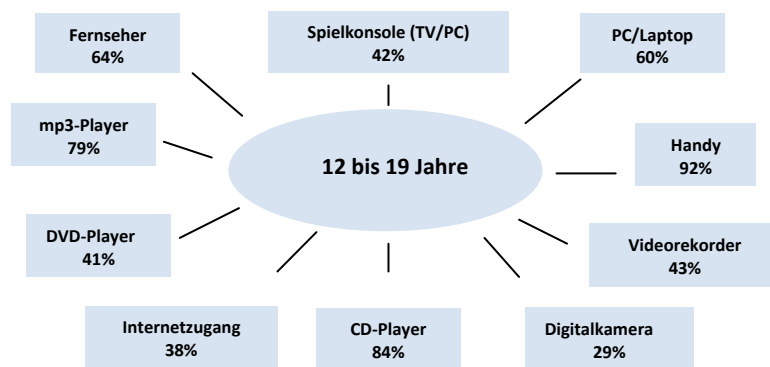 Fernseher
64%
Spielkonsole (TV/PC)
42%
PC/Laptop
60%
mp3-Player
79%
12 bis 19 Jahre
Handy
92%
DVD-Player
41%
Videorekorder
43%
Internetzugang
38%
CD-Player
84%
Digitalkamera
29%